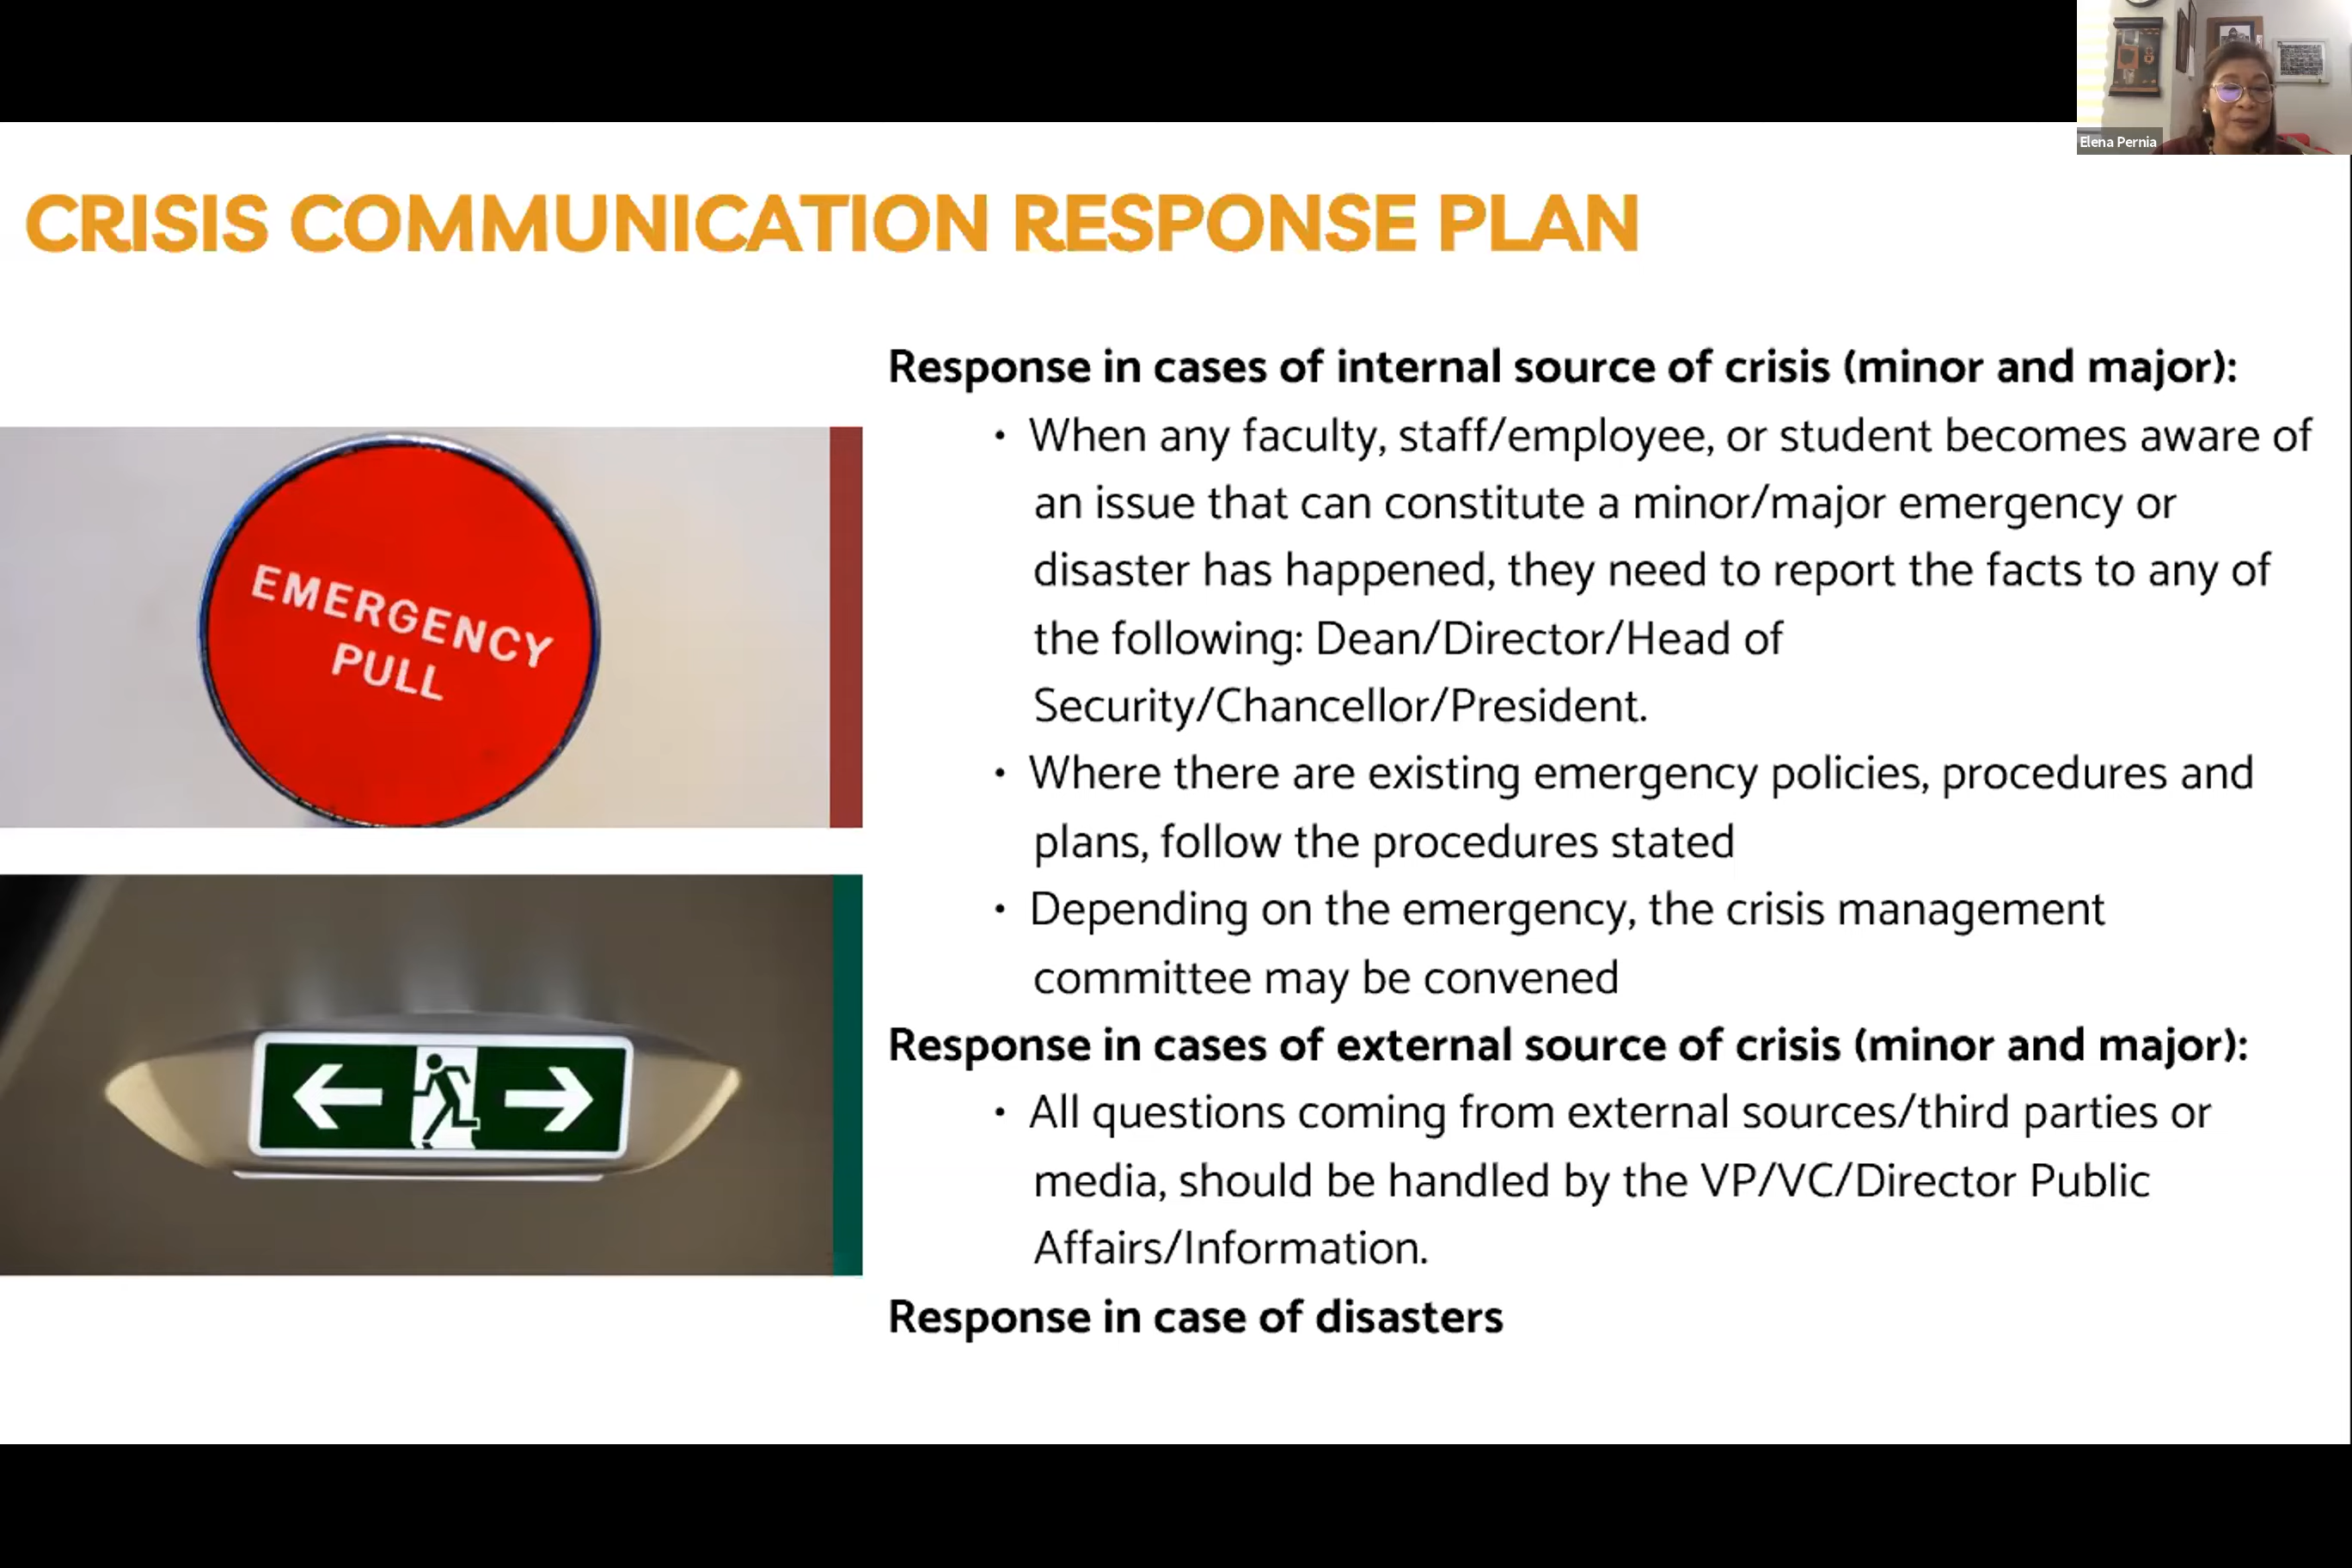 Elena Pernia
CRISIS COMMUNICATION RESPONSE PLAN
EMERGENCY
PULL
Response in cases of internal source of crisis (minor and major):
• When any faculty, staff/employee, or student becomes aware of
an issue that can constitute a minor/major emergency or
disaster has happened, they need to report the facts to any of
the following: Dean/Director/Head of
Security/Chancellor/President.
• Where there are existing emergency policies, procedures and
plans, follow the procedures stated
• Depending on the emergency, the crisis management
committee may be convened
Response in cases of external source of crisis (minor and major):
• All questions coming from external sources/third parties or
media, should be handled by the VP/VC/Director Public
Affairs/Information.
Response in case of disasters